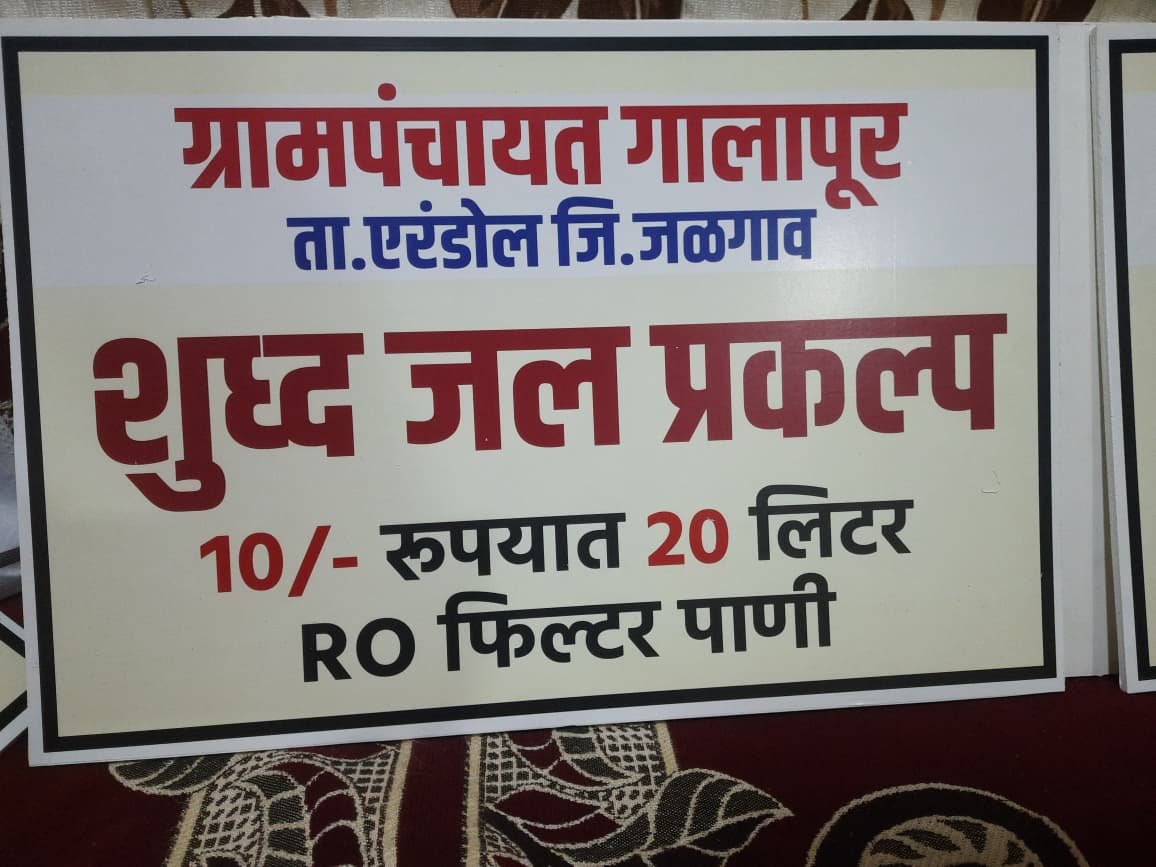 ग्रामपंचायत गालापूर
ता.एरंडोल जि.जळगाव
शुध्द जल प्रकल्प
10/- रूपयात 20 लिटर
RO फिल्टर पाणी